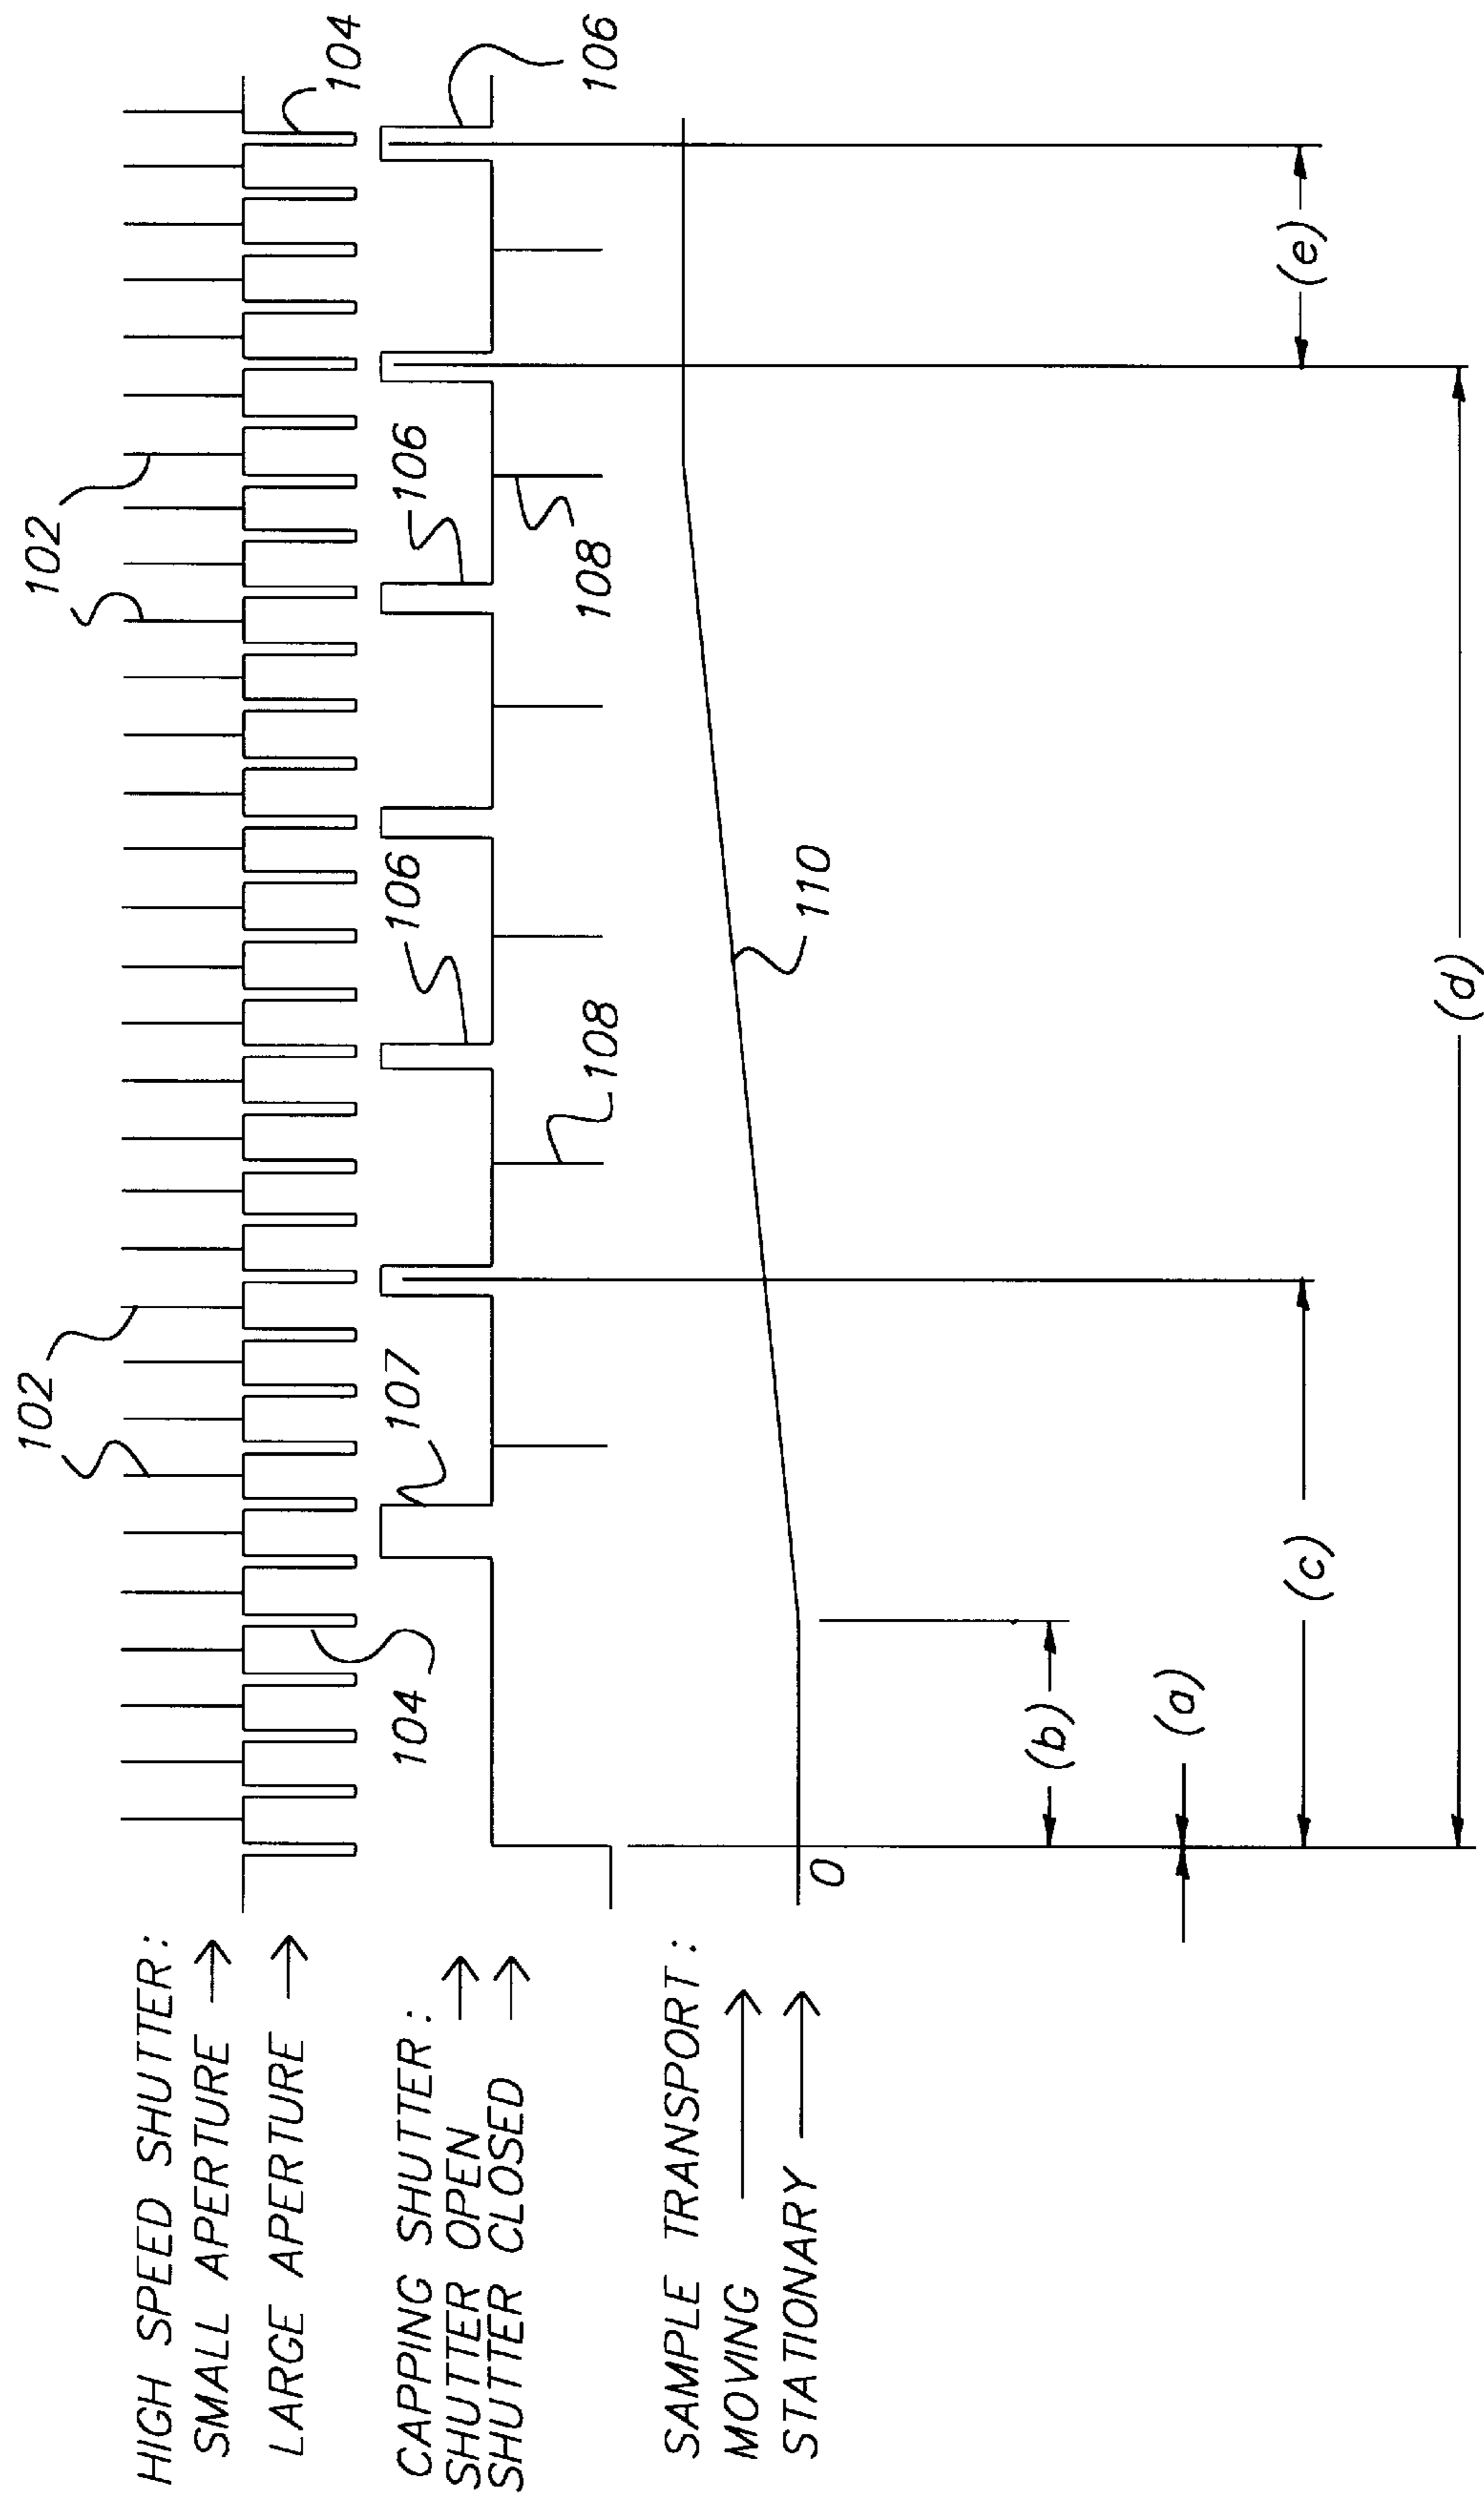 HIGH SPEED SHUTTER:
SMALL APERTURE
LARGE APERTURE
CAPPING SHUTTER:
SHUTTER OPEN
SHUTTER CLOSED
SAMPLE TRANSPORT:
MOVING
STATIONARY
102
102
104
104
107
106
106
106
108
108
110
0
(b)
(a)
(c)
(e)
(d)